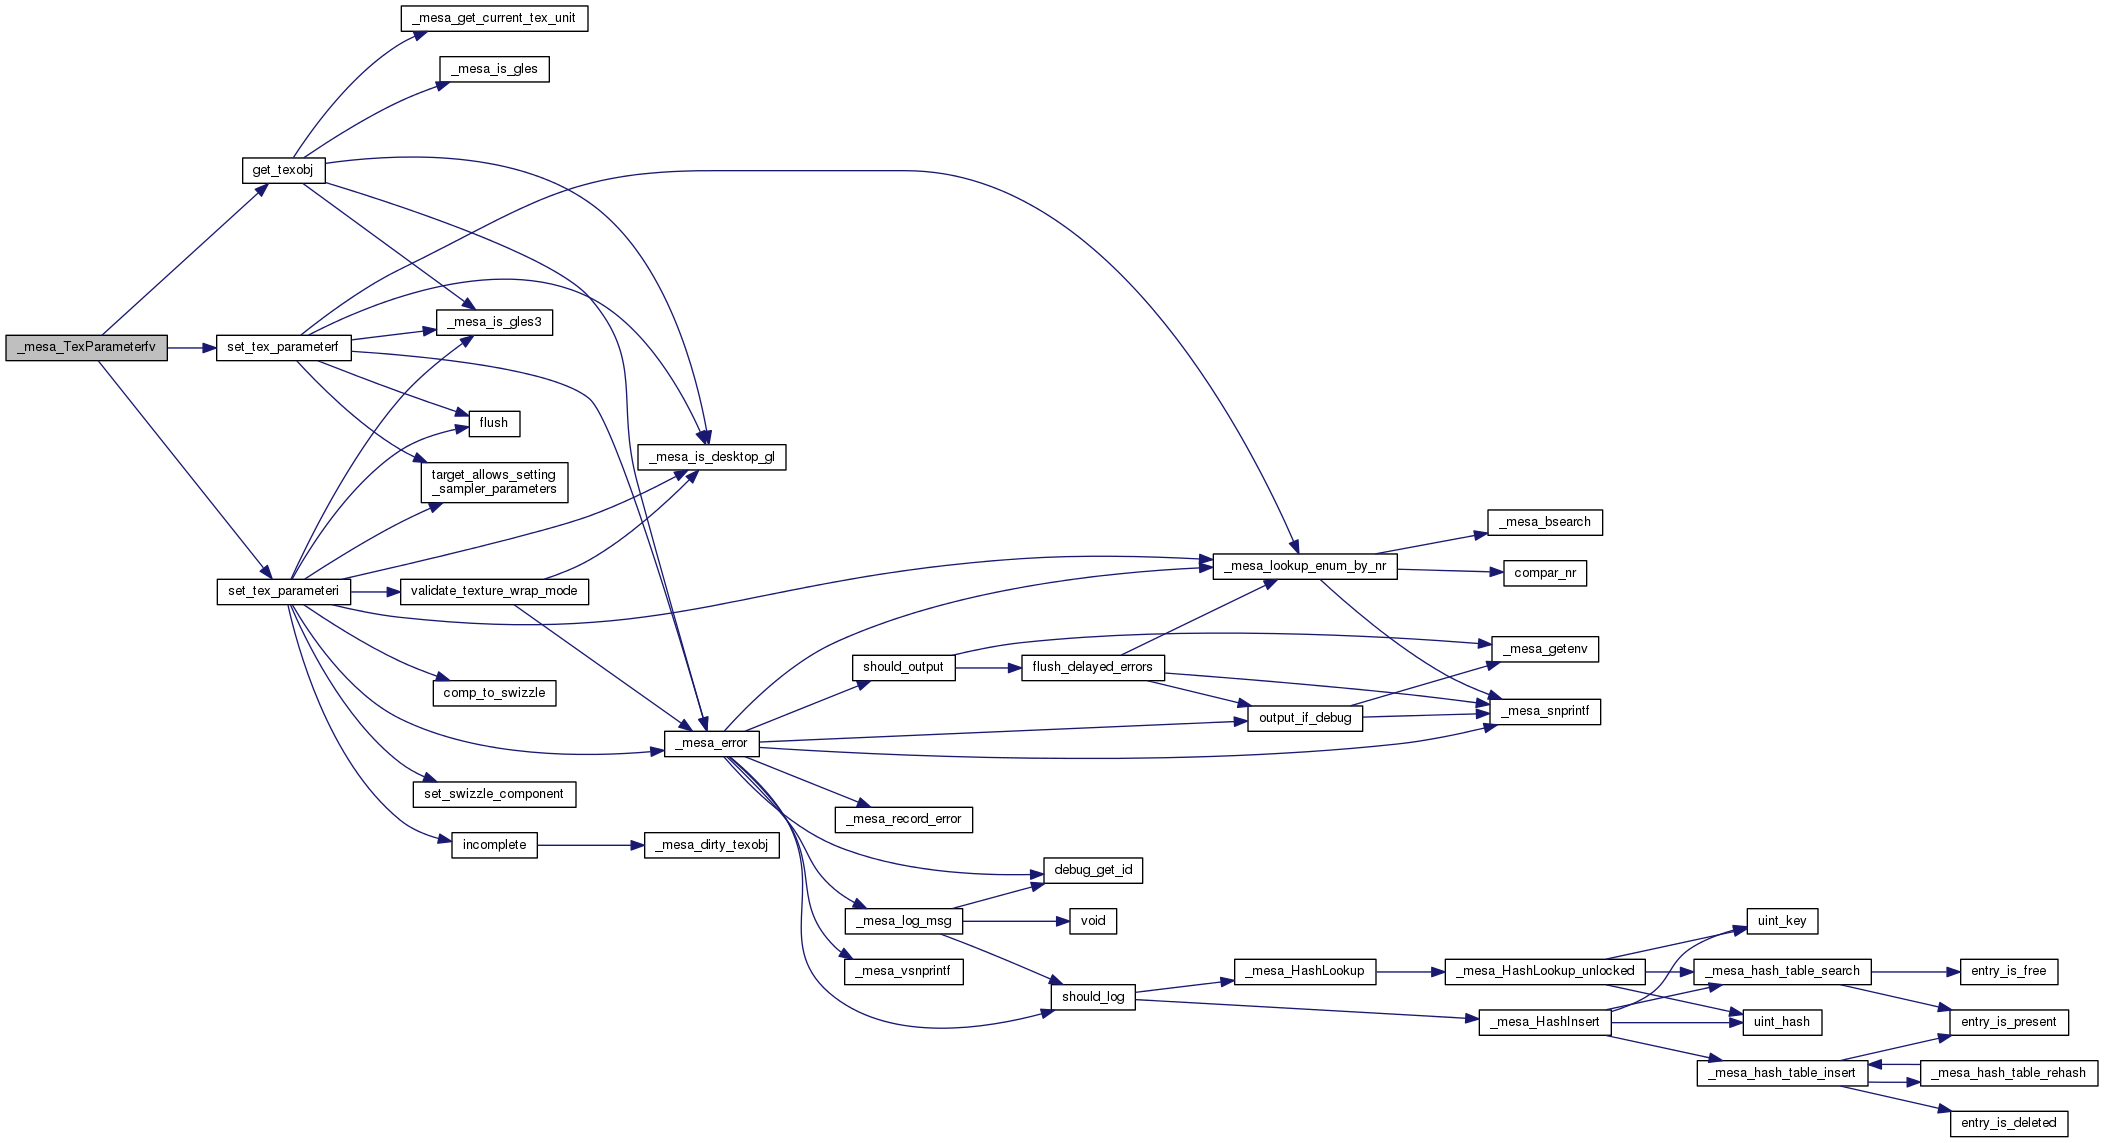 _mesa_get_current_tex_unit
_mesa_is_gles
get_texobj
_mesa_is_gles3
_mesa_TexParameterfv
set_tex_parameterf
flush
_mesa_is_desktop_gl
target_allows_setting
_sampler_parameters
_mesa_bsearch
_mesa_lookup_enum_by_nr
compar_nr
set_tex_parameteri
validate_texture_wrap_mode
_mesa_getenv
should_output
flush_delayed_errors
comp_to_swizzle
_mesa_snprintf
output_if_debug
_mesa_error
set_swizzle_component
_mesa_record_error
incomplete
_mesa_dirty_texobj
debug_get_id
_mesa_log_msg
void
uint_key
_mesa_vsnprintf
_mesa_HashLookup
_mesa_HashLookup_unlocked
_mesa_hash_table_search
entry_is_free
should_log
_mesa_HashInsert
uint_hash
entry_is_present
_mesa_hash_table_insert
_mesa_hash_table_rehash
entry_is_deleted